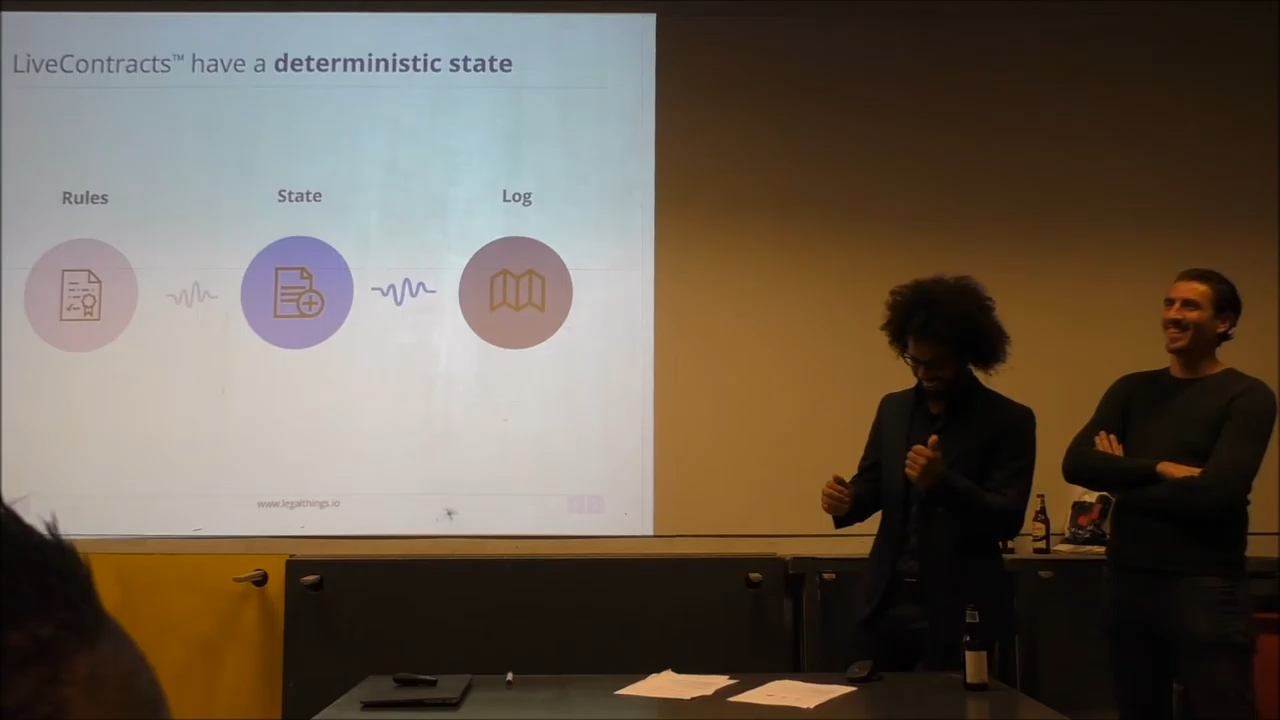 LiveContracts™ have a deterministic state
Rules
State
Log
www.legalthings.io